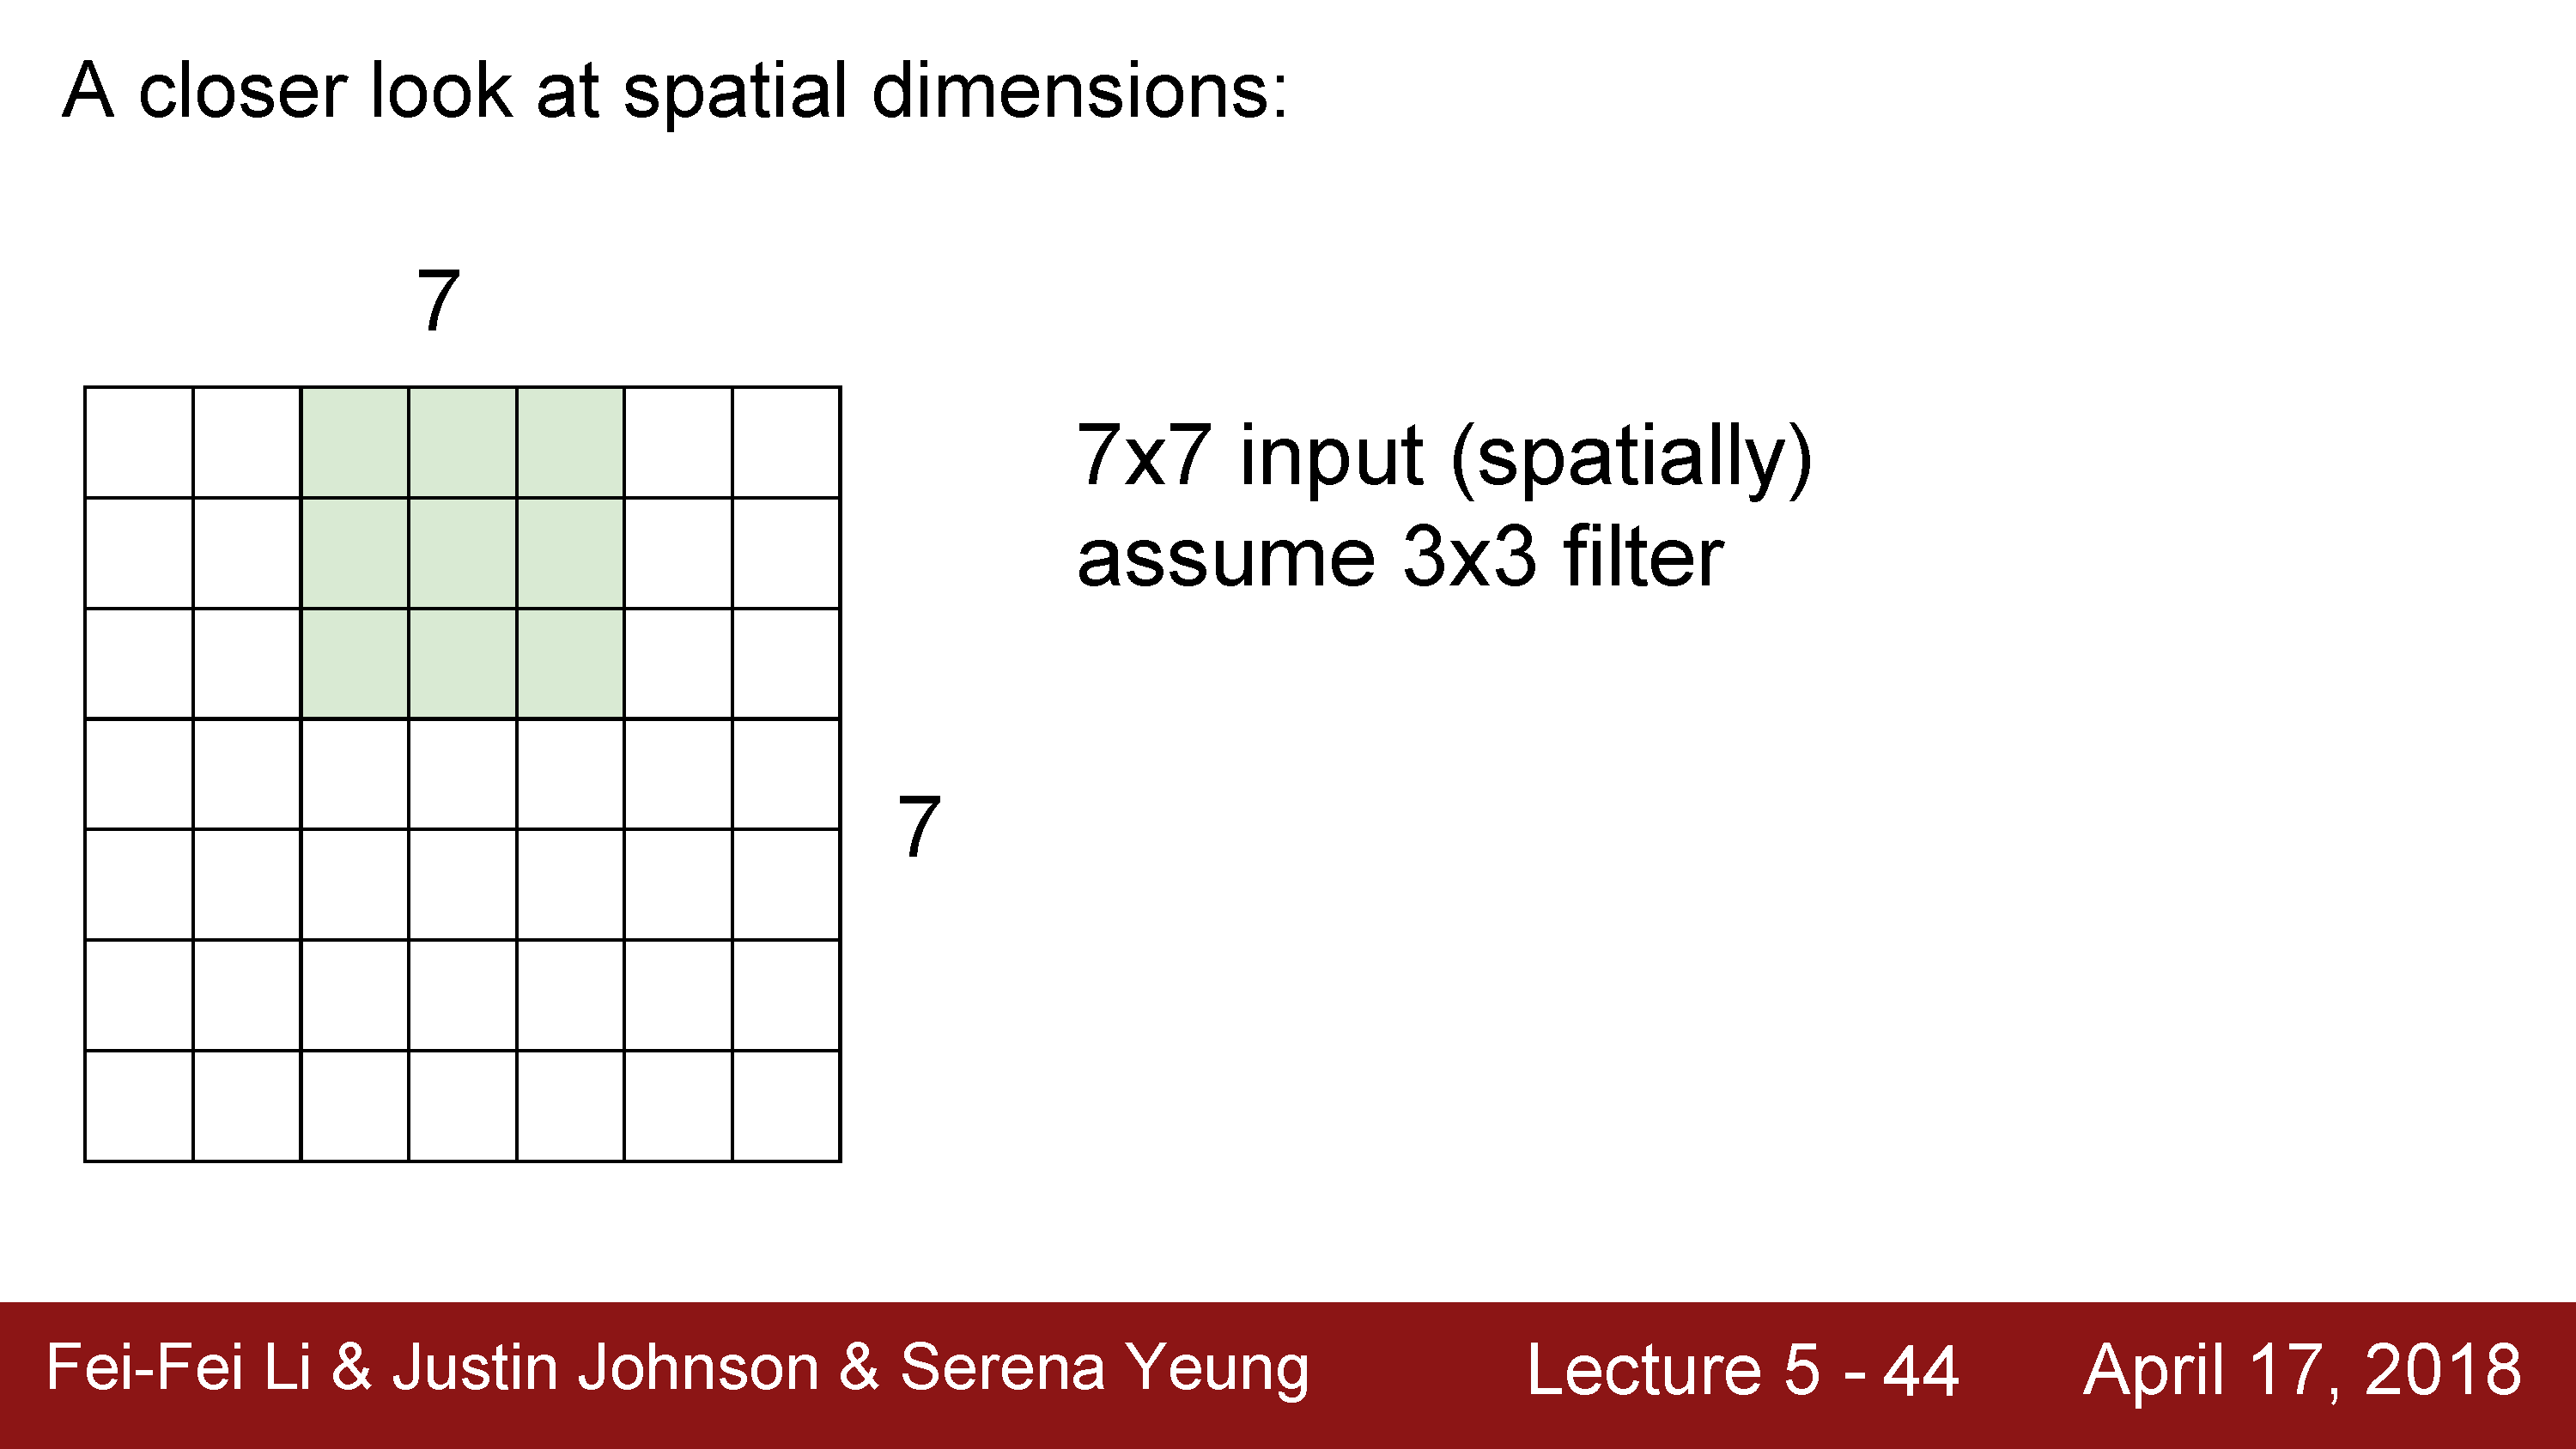 A closer look at spatial dimensions:
7
7x7 input (spatially)
assume 3x3 filter
7
Fei-Fei Li & Justin Johnson & Serena Yeung
Lecture 5 - 44
April 17, 2018